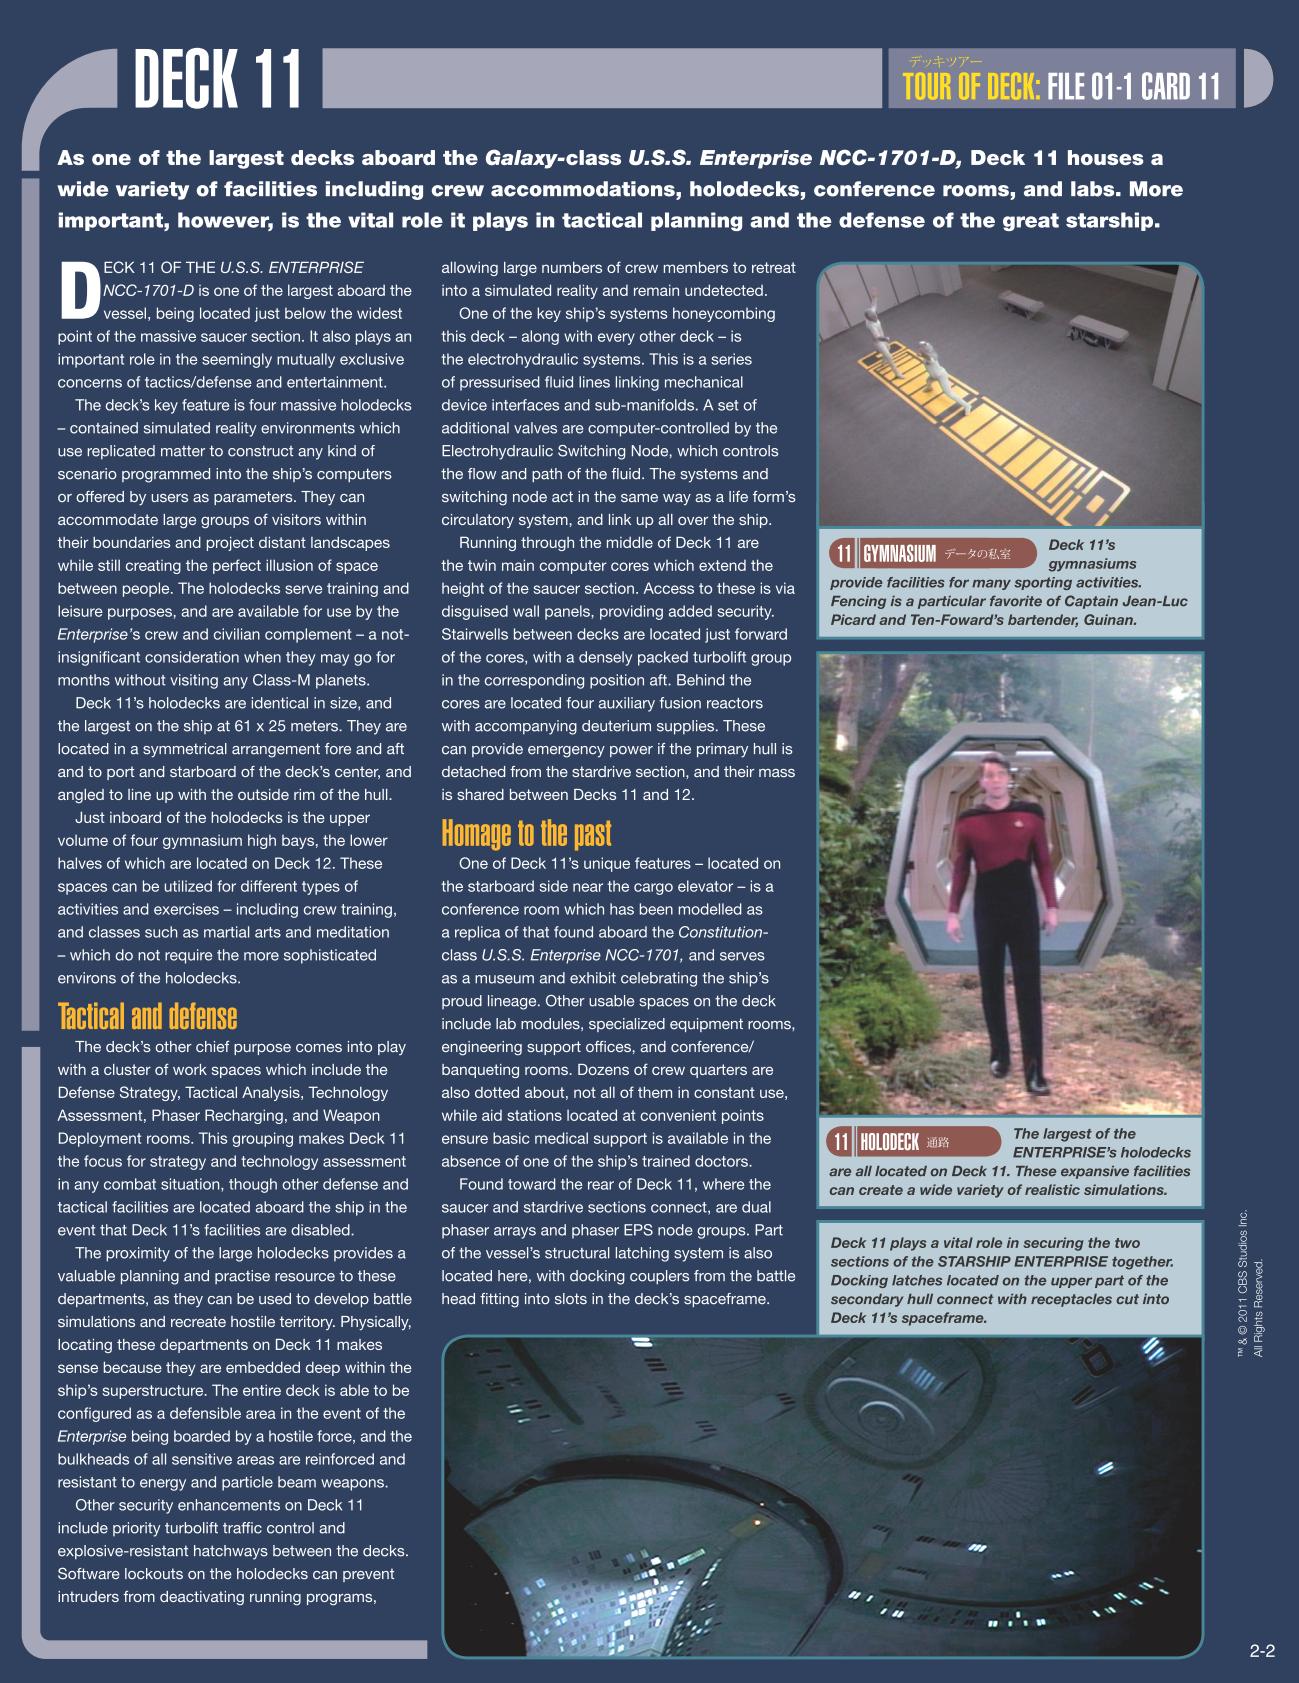 DECK 11
デッキツアー
TOUR OF DECK: FILE 01-1 CARD 11
As one of the largest decks aboard the Galaxy-class U.S.S. Enterprise NCC-1701-D, Deck 11 houses a
wide variety of facilities including crew accommodations, holodecks, conference rooms, and labs. More
important, however, is the vital role it plays in tactical planning and the defense of the great starship.
DECK 11 OF THE U.S.S. ENTERPRISE
NCC-1701-D is one of the largest aboard the
vessel, being located just below the widest
point of the massive saucer section. It also plays an
important role in the seemingly mutually exclusive
concerns of tactics/defense and entertainment.
The deck's key feature is four massive holodecks
– contained simulated reality environments which
use replicated matter to construct any kind of
scenario programmed into the ship's computers
or offered by users as parameters. They can
accommodate large groups of visitors within
their boundaries and project distant landscapes
while still creating the perfect illusion of space
between people. The holodecks serve training and
leisure purposes, and are available for use by the
Enterprise's crew and civilian complement – a not-
insignificant consideration when they may go for
months without visiting any Class-M planets.
Deck 11's holodecks are identical in size, and
the largest on the ship at 61 x 25 meters. They are
located in a symmetrical arrangement fore and aft
and to port and starboard of the deck's center, and
angled to line up with the outside rim of the hull.
Just inboard of the holodecks is the upper
volume of four gymnasium high bays, the lower
halves of which are located on Deck 12. These
spaces can be utilized for different types of
activities and exercises – including crew training,
and classes such as martial arts and meditation
– which do not require the more sophisticated
environs of the holodecks.
Tactical and defense
The deck's other chief purpose comes into play
with a cluster of work spaces which include the
Defense Strategy, Tactical Analysis, Technology
Assessment, Phaser Recharging, and Weapon
Deployment rooms. This grouping makes Deck 11
the focus for strategy and technology assessment
in any combat situation, though other defense and
tactical facilities are located aboard the ship in the
event that Deck 11's facilities are disabled.
The proximity of the large holodecks provides a
valuable planning and practise resource to these
departments, as they can be used to develop battle
simulations and recreate hostile territory. Physically,
locating these departments on Deck 11 makes
sense because they are embedded deep within the
ship's superstructure. The entire deck is able to be
configured as a defensible area in the event of the
Enterprise being boarded by a hostile force, and the
bulkheads of all sensitive areas are reinforced and
resistant to energy and particle beam weapons.
Other security enhancements on Deck 11
include priority turbolift traffic control and
explosive-resistant hatchways between the decks.
Software lockouts on the holodecks can prevent
intruders from deactivating running programs,
allowing large numbers of crew members to retreat
into a simulated reality and remain undetected.
One of the key ship's systems honeycombing
this deck – along with every other deck – is
the electrohydraulic systems. This is a series
of pressurised fluid lines linking mechanical
device interfaces and sub-manifolds. A set of
additional valves are computer-controlled by the
Electrohydraulic Switching Node, which controls
the flow and path of the fluid. The systems and
switching node act in the same way as a life form's
circulatory system, and link up all over the ship.
Running through the middle of Deck 11 are
the twin main computer cores which extend the
height of the saucer section. Access to these is via
disguised wall panels, providing added security.
Stairwells between decks are located just forward
of the cores, with a densely packed turbolift group
in the corresponding position aft. Behind the
cores are located four auxiliary fusion reactors
with accompanying deuterium supplies. These
can provide emergency power if the primary hull is
detached from the stardrive section, and their mass
is shared between Decks 11 and 12.
Homage to the past
One of Deck 11's unique features – located on
the starboard side near the cargo elevator – is a
conference room which has been modelled as
a replica of that found aboard the Constitution-
class U.S.S. Enterprise NCC-1701, and serves
as a museum and exhibit celebrating the ship's
proud lineage. Other usable spaces on the deck
include lab modules, specialized equipment rooms,
engineering support offices, and conference/
banqueting rooms. Dozens of crew quarters are
also dotted about, not all of them in constant use,
while aid stations located at convenient points
ensure basic medical support is available in the
absence of one of the ship's trained doctors.
Found toward the rear of Deck 11, where the
saucer and stardrive sections connect, are dual
phaser arrays and phaser EPS node groups. Part
of the vessel's structural latching system is also
located here, with docking couplers from the battle
head fitting into slots in the deck's spaceframe.
11 GYMNASIUM データの私室
Deck 11's
gymnasiums
provide facilities for many sporting activities.
Fencing is a particular favorite of Captain Jean-Luc
Picard and Ten-Foward's bartender, Guinan.
11 HOLODECK 通路
The largest of the
ENTERPRISE's holodecks
are all located on Deck 11. These expansive facilities
can create a wide variety of realistic simulations.
Deck 11 plays a vital role in securing the two
sections of the STARSHIP ENTERPRISE together.
Docking latches located on the upper part of the
secondary hull connect with receptacles cut into
Deck 11's spaceframe.
™ & © 2011 CBS Studios Inc.
All Rights Reserved.
2-2